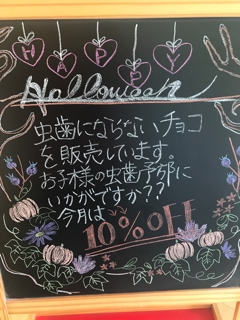 HAPPY
Halloween
虫歯にならないチョコ
を販売しています。
お子様の虫歯予防に
いかがですか??
今月は
10%OFF